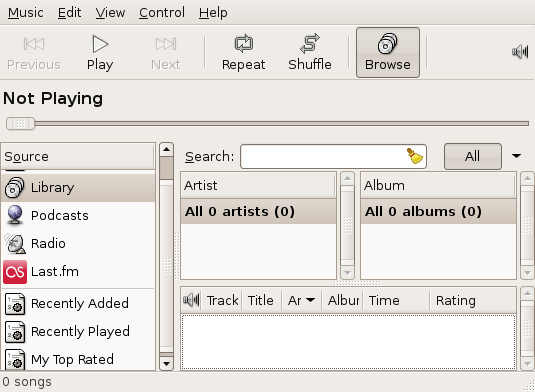 Music Edit View Control Help
Previous Play Next Repeat Shuffle Browse
Not Playing
Source
Library
Podcasts
Radio
Last.fm
Recently Added
Recently Played
My Top Rated
Search: All
Artist Album
All 0 artists (0) All 0 albums (0)
Track Title Ar Albur Time Rating
0 songs